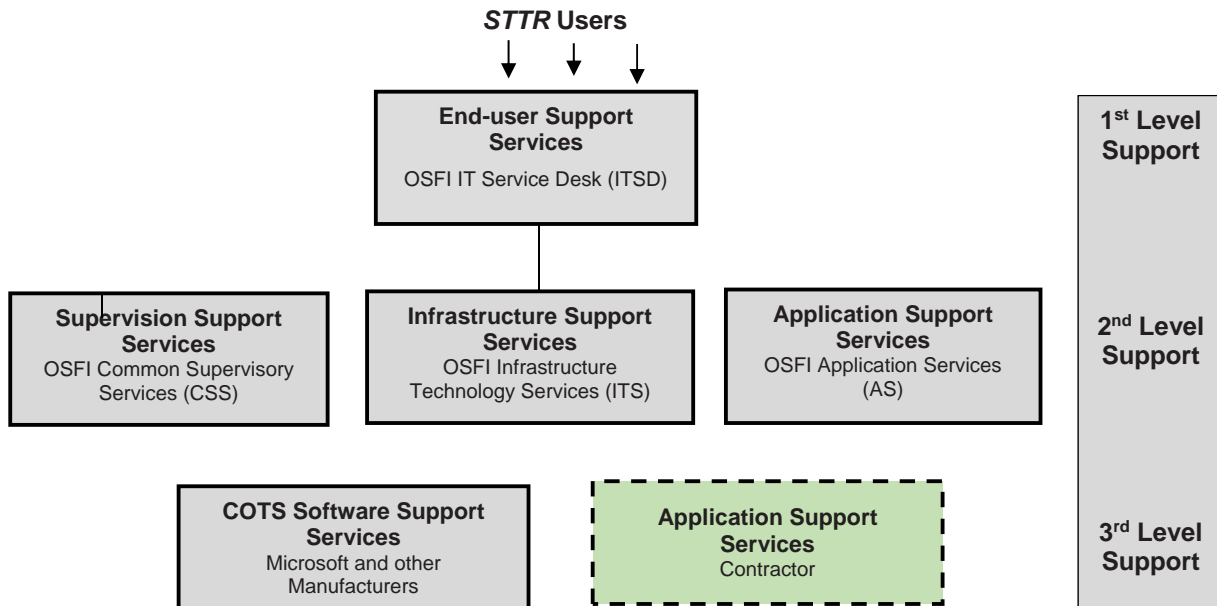 STTR Users
End-user Support
Services
OSFI IT Service Desk (ITSD)
1st Level
Support
Supervision Support
Services
OSFI Common Supervisory
Services (CSS)
Infrastructure Support
Services
OSFI Infrastructure
Technology Services (ITS)
Application Support
Services
OSFI Application Services
(AS)
2nd Level
Support
COTS Software Support
Services
Microsoft and other
Manufacturers
Application Support
Services
Contractor
3rd Level
Support